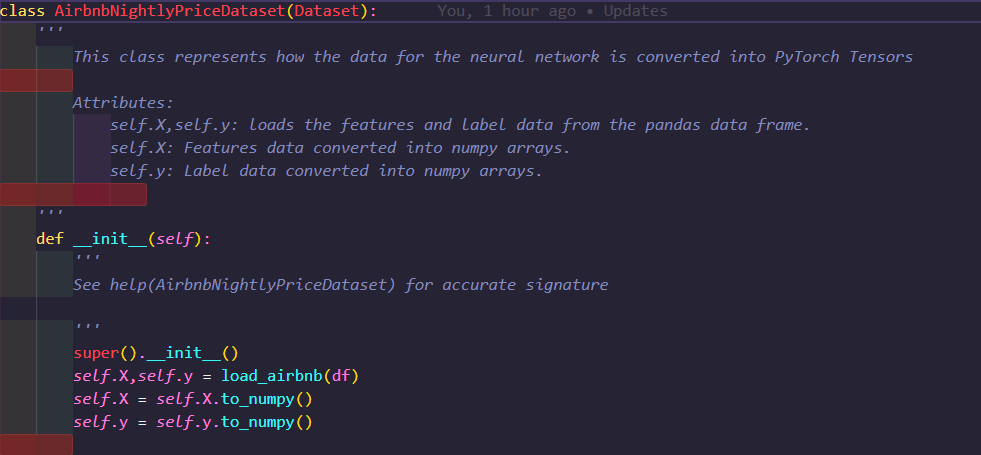 class AirbnbNightlyPriceDataset(Dataset):    You, 1 hour ago • Updates
'''
This class represents how the data for the neural network is converted into PyTorch Tensors
Attributes:
self.X,self.y: loads the features and label data from the pandas data frame.
self.X: Features data converted into numpy arrays.
self.y: Label data converted into numpy arrays.
'''
def __init__(self):
'''
See help(AirbnbNightlyPriceDataset) for accurate signature
'''
super().__init__()
self.X,self.y = load_airbnb(df)
self.X = self.X.to_numpy()
self.y = self.y.to_numpy()